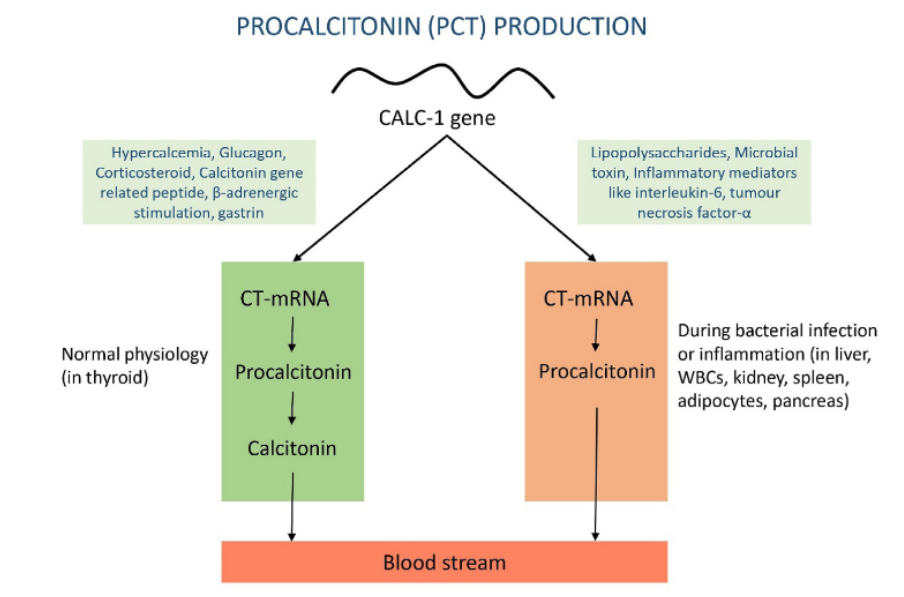 PROCALCITONIN (PCT) PRODUCTION
CALC-1 gene
Hypercalcemia, Glucagon,
Corticosteroid, Calcitonin gene
related peptide, β-adrenergic
stimulation, gastrin
Lipopolysaccharides, Microbial
toxin, Inflammatory mediators
like interleukin-6, tumour
necrosis factor-α
CT-mRNA
Procalcitonin
Calcitonin
Normal physiology
(in thyroid)
CT-mRNA
Procalcitonin
During bacterial infection
or inflammation (in liver,
WBCs, kidney, spleen,
adipocytes, pancreas)
Blood stream